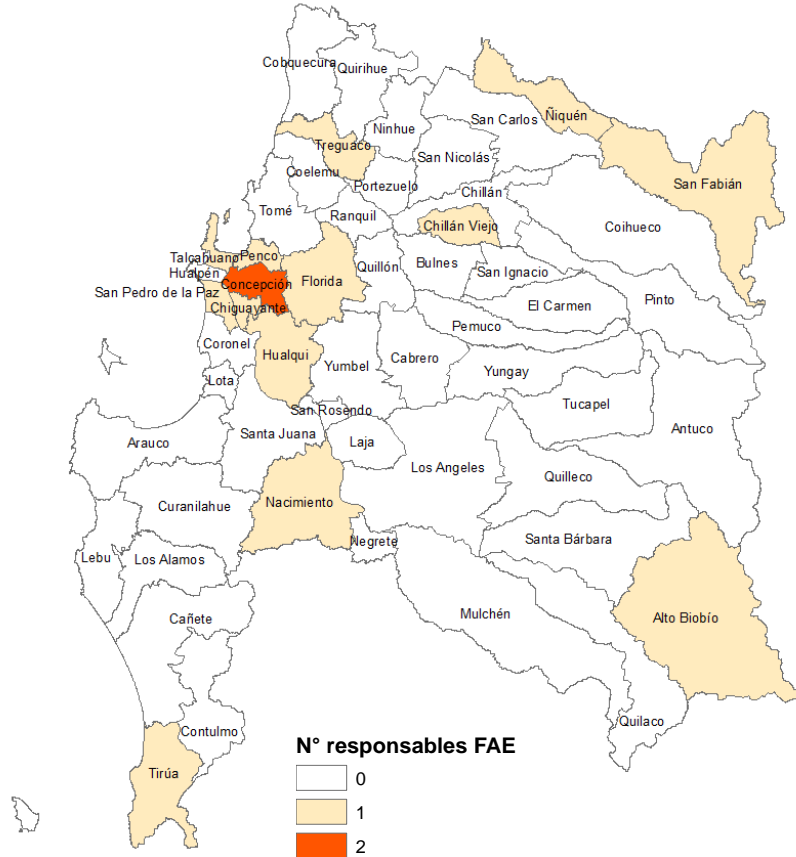 Cobquecura
Quirihue
Ninhue
San Carlos
Ñiquén
Treguaco
San Nicolás
San Fabián
Coelemu
Portezuelo
Chillán
Tomé
Ranquil
Chillán Viejo
Coihueco
Talcahuano
Penco
Hualpén
Concepción
Florida
Quillón
Bulnes
San Ignacio
San Pedro de la Paz
Chiguayante
El Carmen
Pinto
Pemuco
Coronel
Hualqui
Yumbel
Cabrero
Yungay
Lota
San Rosendo
Tucapel
Arauco
Santa Juana
Laja
Antuco
Los Angeles
Quilleco
Curanilahue
Nacimiento
Negrete
Santa Bárbara
Lebu
Los Alamos
Cañete
Mulchén
Alto Biobío
Contulmo
Quilaco
Tirúa
N° responsables FAE
0
1
2